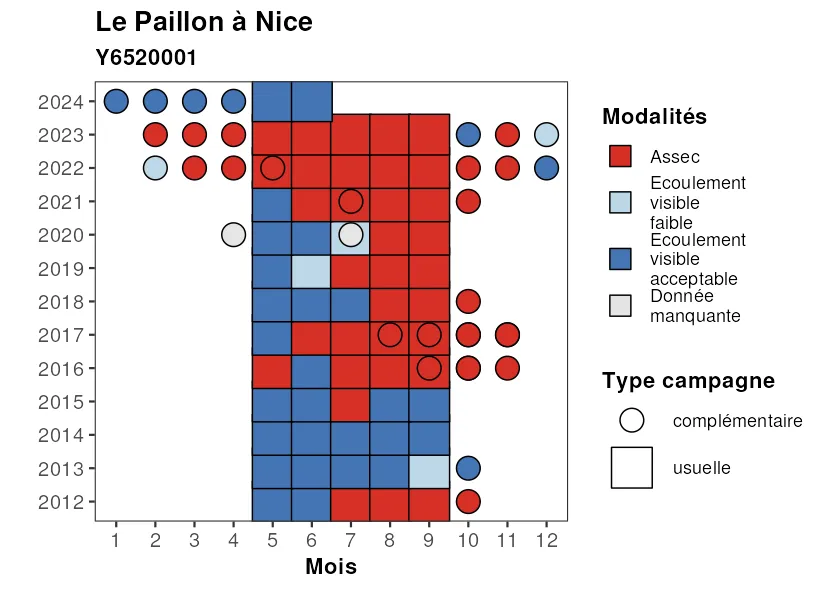 Le Paillon à Nice
Y6520001
2024
2023
2022
2021
2020
2019
2018
2017
2016
2015
2014
2013
2012
1 2 3 4 5 6 7 8 9 10 11 12
Mois
Modalités
Assec
Ecoulement
visible
faible
Ecoulement
visible
acceptable
Donnée
manquante
Type campagne
complémentaire
usuelle